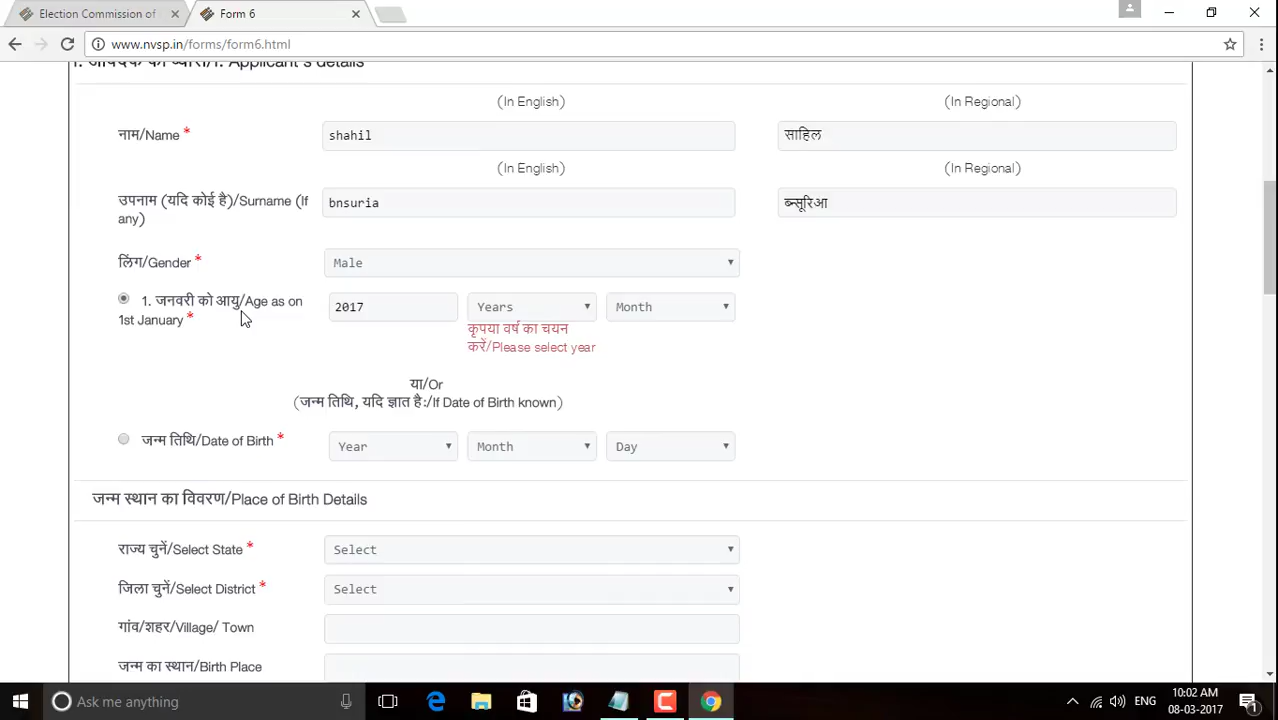 Election Commission of
Form 6
www.nvsp.in/forms/form6.html
1. आवेदक का ब्यौरा/1. Applicant's details
(In English)
(In Regional)
नाम/Name *
shahil
साहिल
(In English)
(In Regional)
उपनाम (यदि कोई है)/Surname (If
any)
bnsuria
ब्न्सूरिआ
लिंग/Gender *
Male
1. जनवरी को आयु/Age as on
1st January *
2017
Years
Month
कृपया वर्ष का चयन
करें/Please select year
या/Or
(जन्म तिथि, यदि ज्ञात है:/If Date of Birth known)
जन्म तिथि/Date of Birth *
Year
Month
Day
जन्म स्थान का विवरण/Place of Birth Details
राज्य चुनें/Select State *
Select
जिला चुनें/Select District *
Select
गांव/शहर/Village/ Town
जन्म का स्थान/Birth Place
Ask me anything
ENG
10:02 AM
08-03-2017
1